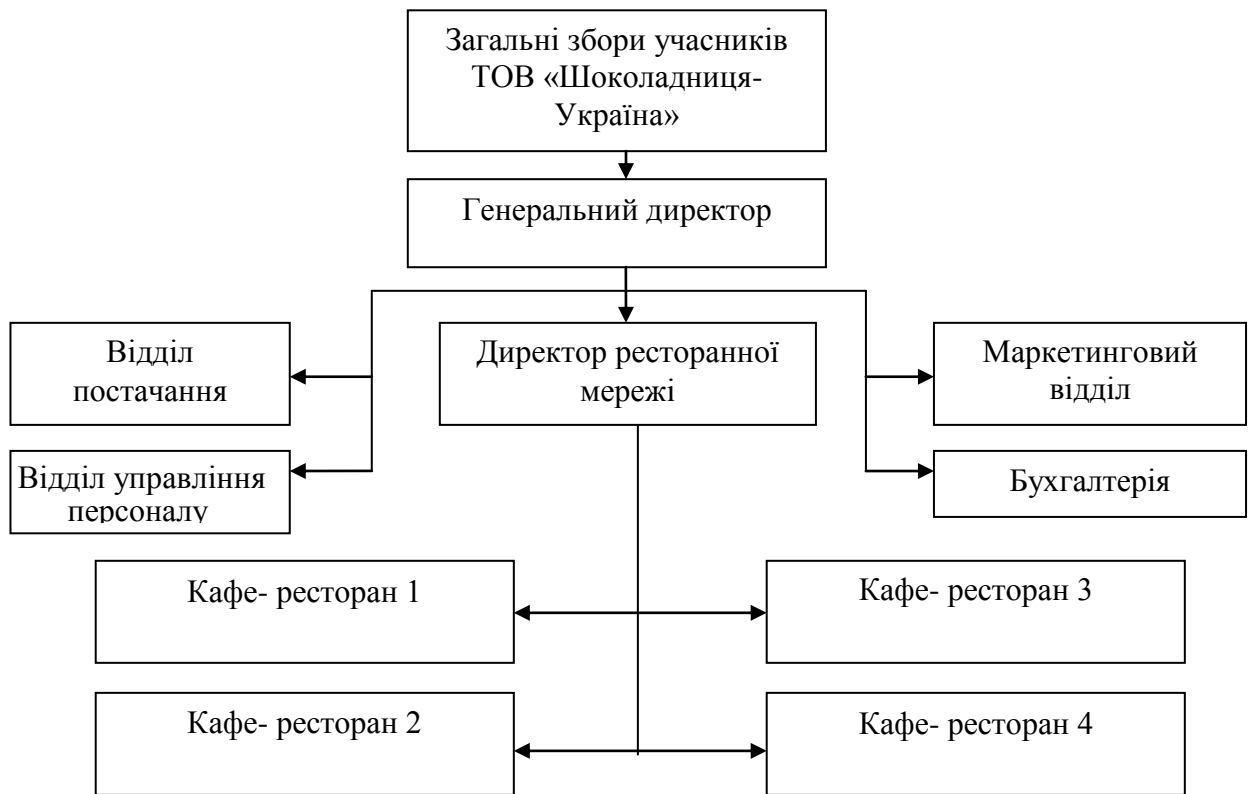 Загальні збори учасників
ТОВ «Шоколадниця-
Україна»
Генеральний директор
Відділ
постачання
Директор ресторанної
мережі
Маркетинговий
відділ
Відділ управління
персоналу
Бухгалтерія
Кафе- ресторан 1
Кафе- ресторан 3
Кафе- ресторан 2
Кафе- ресторан 4